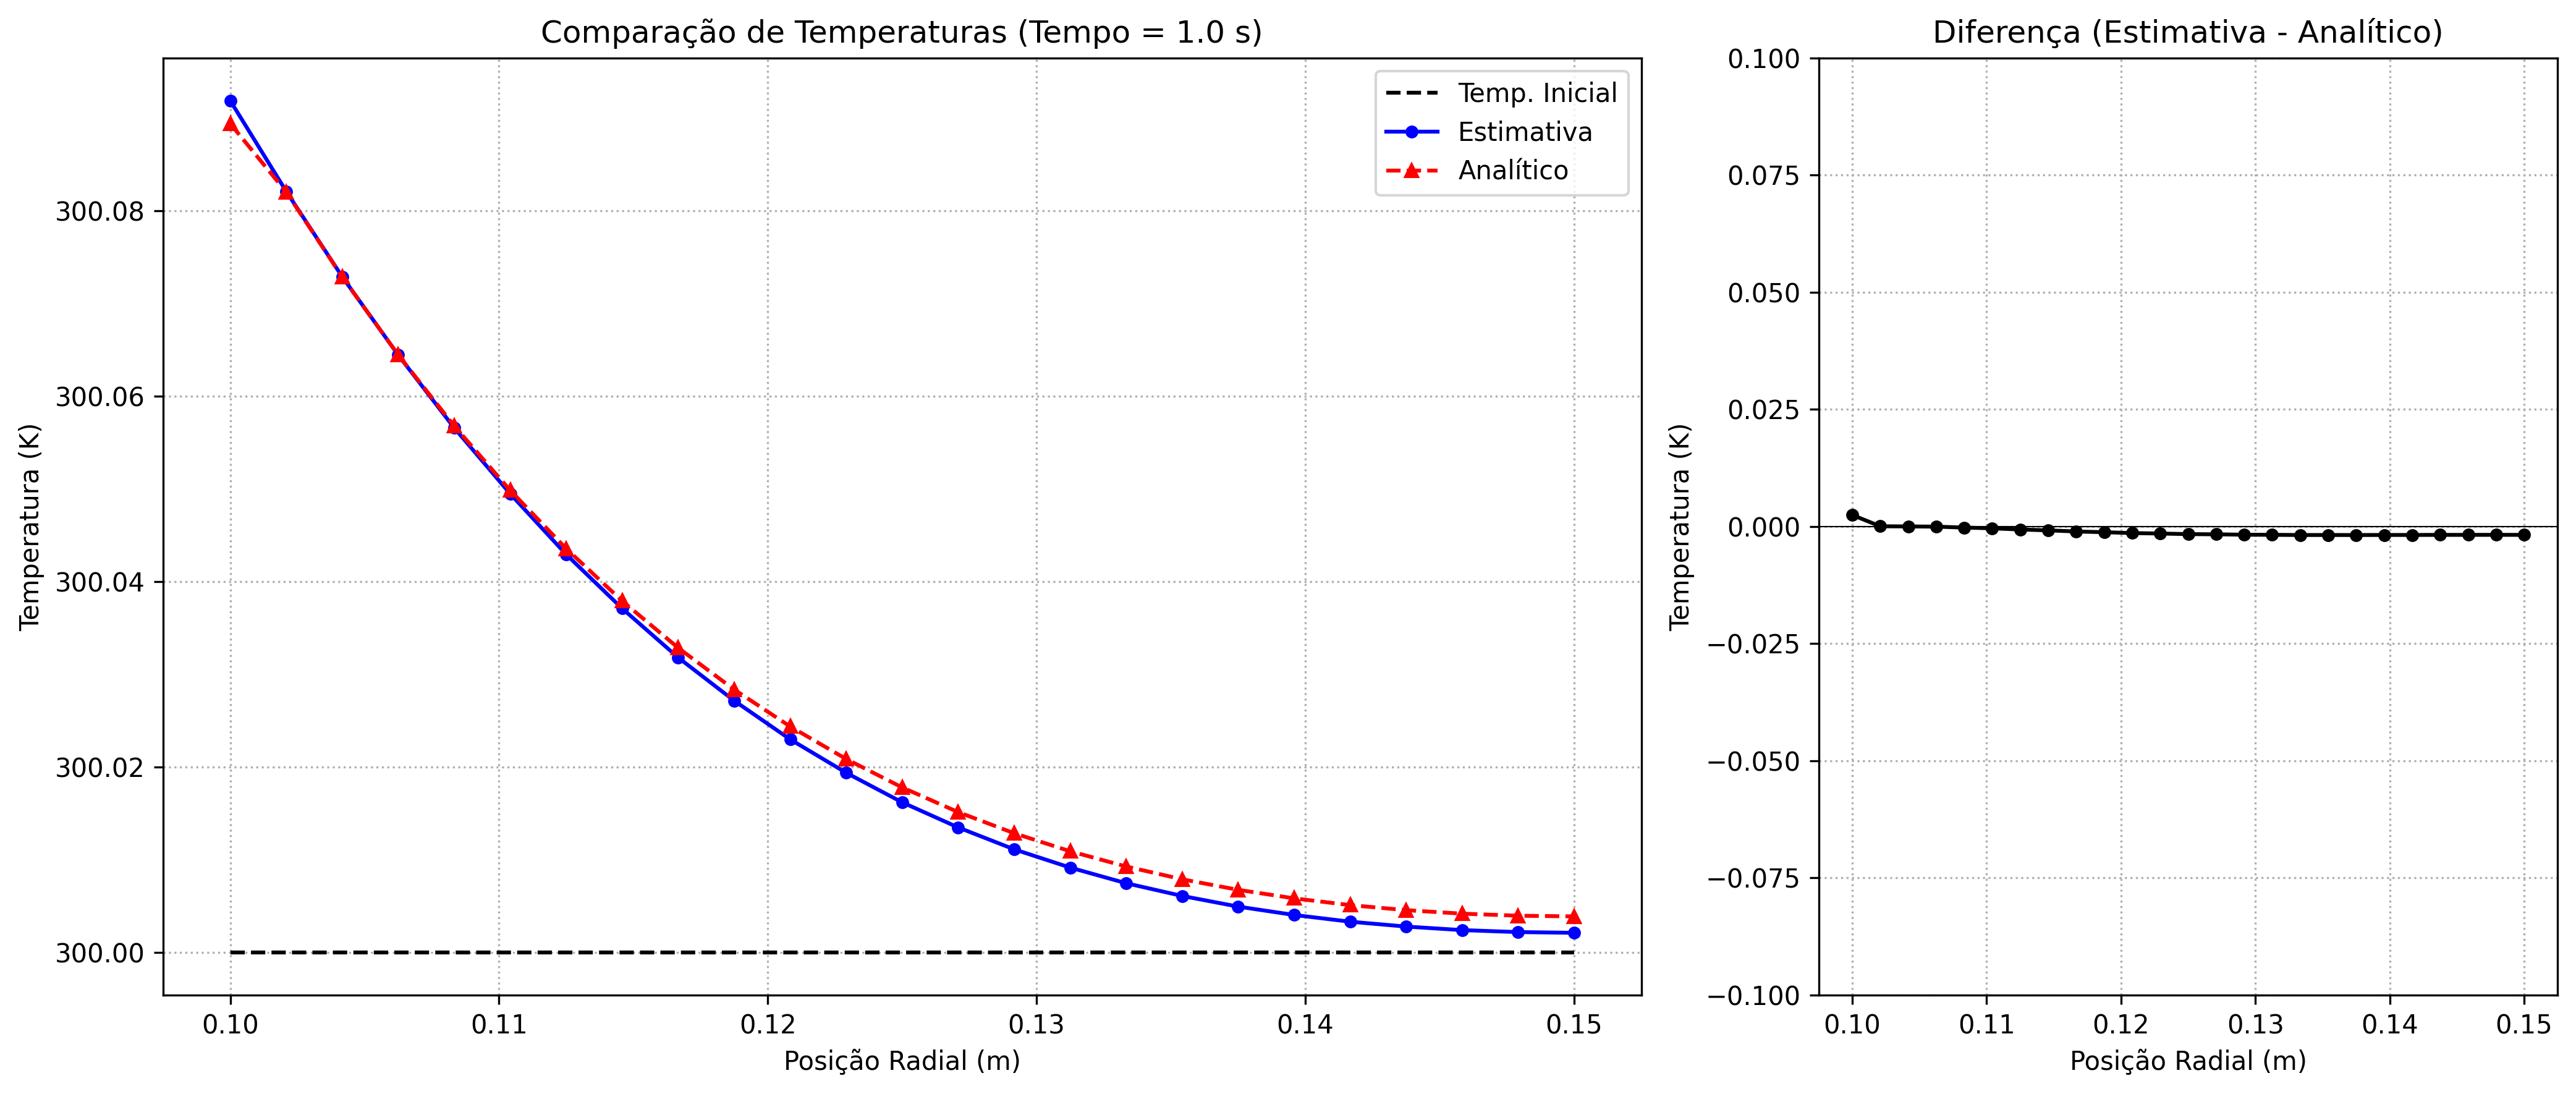 Comparação de Temperaturas (Tempo = 1.0 s)
Temp. Inicial
Estimativa
Analítico
Temperatura (K)
300.08
300.06
300.04
300.02
300.00
0.10
0.11
0.12
0.13
0.14
0.15
Posição Radial (m)
Diferença (Estimativa - Analítico)
Temperatura (K)
0.100
0.075
0.050
0.025
0.000
−0.025
−0.050
−0.075
−0.100
0.10
0.11
0.12
0.13
0.14
0.15
Posição Radial (m)